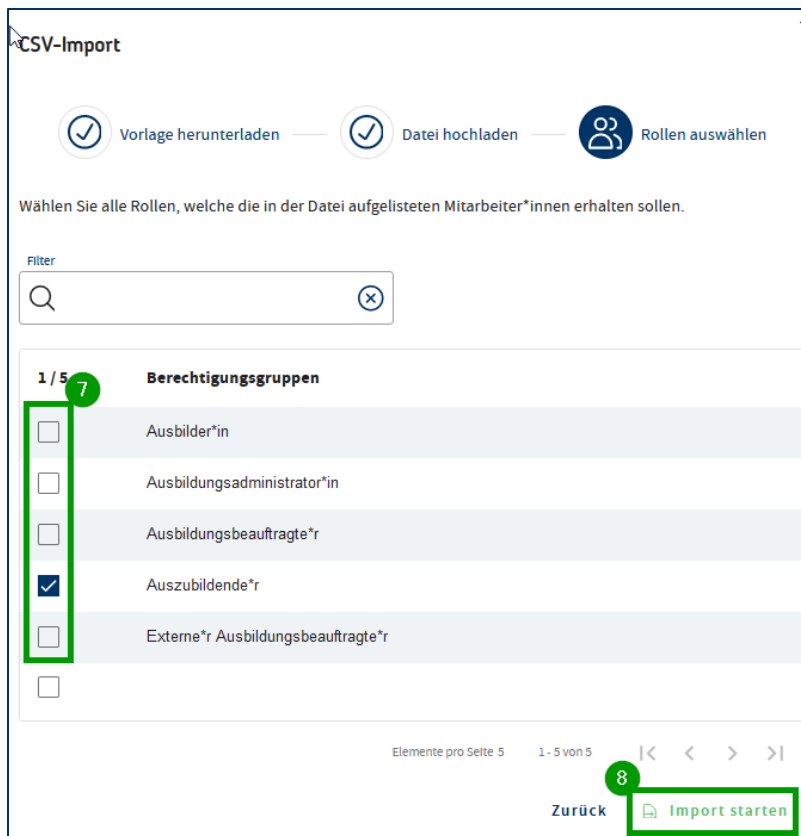 CSV-Import
Vorlage herunterladen
Datei hochladen
Rollen auswählen
Wählen Sie alle Rollen, welche die in der Datei aufgelisteten Mitarbeiter*innen erhalten sollen.
Filter
1 / 5 Berechtigungsgruppen
7
Ausbilder*in
Ausbildungsadministrator*in
Ausbildungsbeauftragte*r
Auszubildende*r
Externe*r Ausbildungsbeauftragte*r
Elemente pro Seite 5 1 - 5 von 5
8
Zurück Import starten